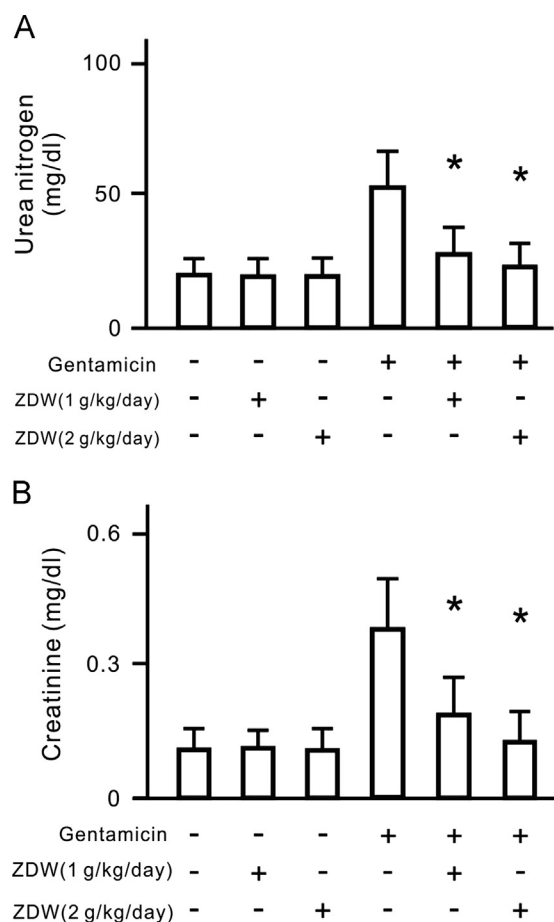 A
100
50
0
Urea nitrogen
(mg/dl)
* *
Gentamicin - - - + + +
ZDW(1 g/kg/day) - + - - + -
ZDW(2 g/kg/day) - - + - - +
B
0.6
0.3
0
Creatinine (mg/dl)
* *
Gentamicin - - - + + +
ZDW(1 g/kg/day) - + - - + -
ZDW(2 g/kg/day) - - + - - +